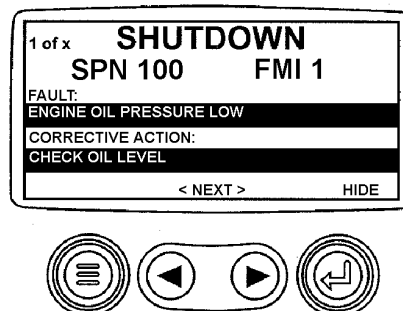 1 of x SHUTDOWN
SPN 100 FMI 1
FAULT:
ENGINE OIL PRESSURE LOW
CORRECTIVE ACTION:
CHECK OIL LEVEL
< NEXT > HIDE